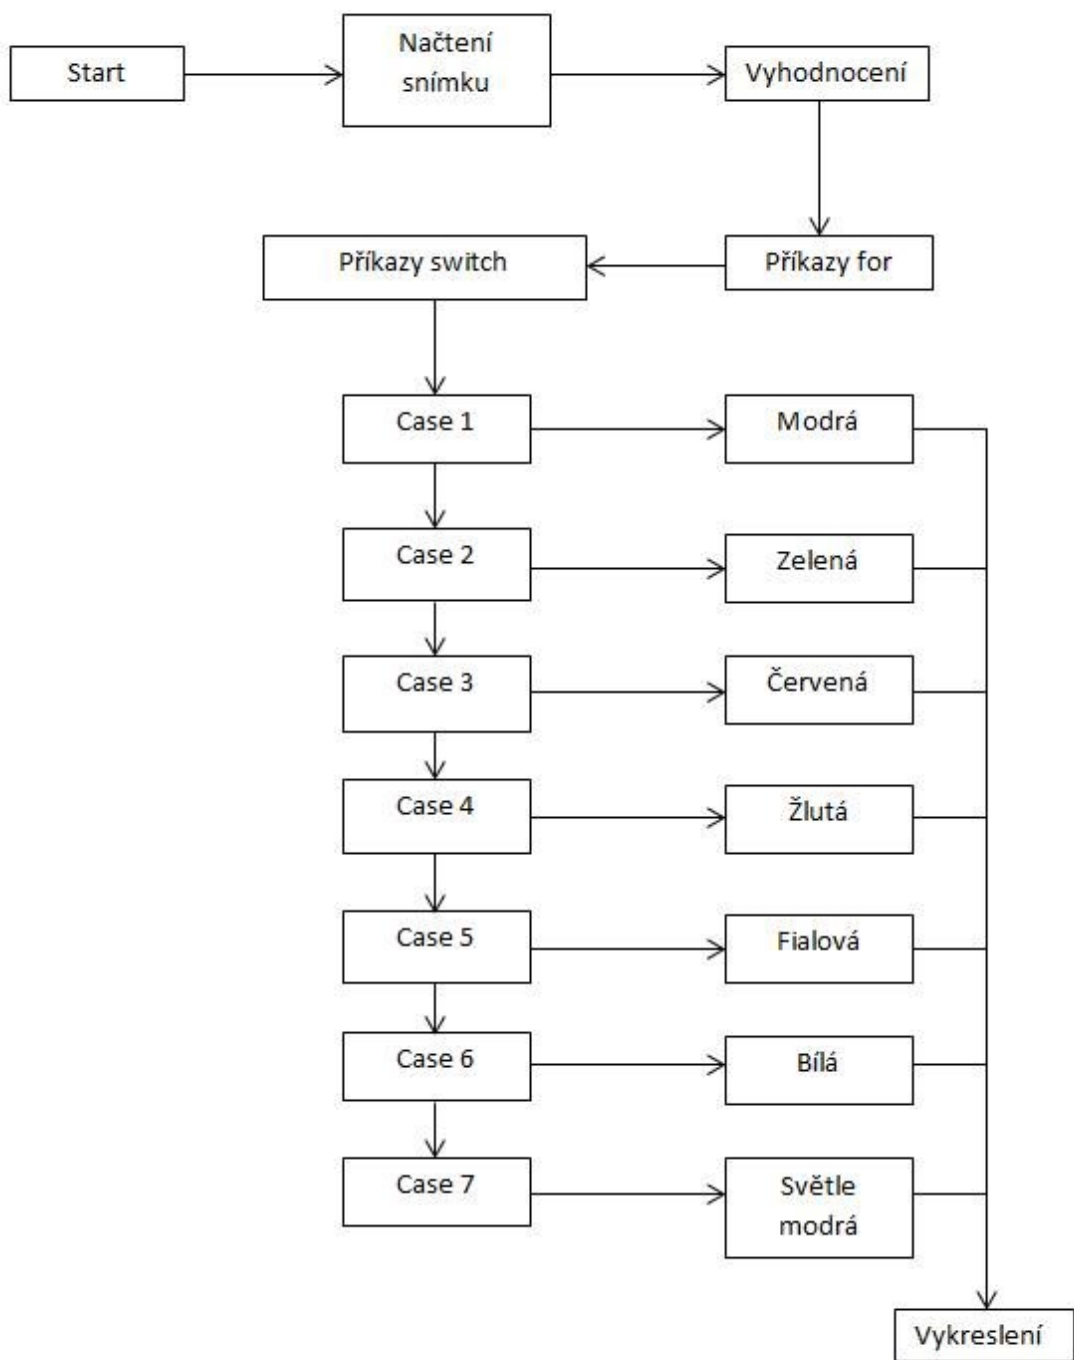 Start
Načtení
snímku
Vyhodnocení
Příkazy switch
Příkazy for
Case 1
Modrá
Case 2
Zelená
Case 3
Červená
Case 4
Žlutá
Case 5
Fialová
Case 6
Bílá
Case 7
Světle
modrá
Vykreslení